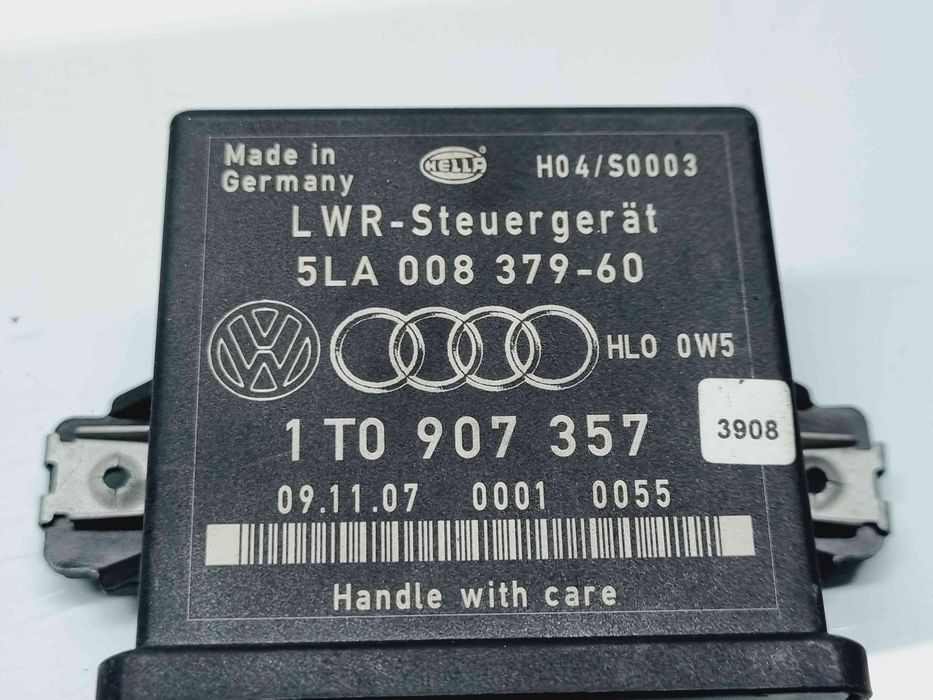 Made in
Germany
HELLA
H04/S0003
LWR-Steuergerät
5LA 008 379-60
HL0 0W5
1T0 907 357
3908
09.11.07 0001 0055
Handle with care